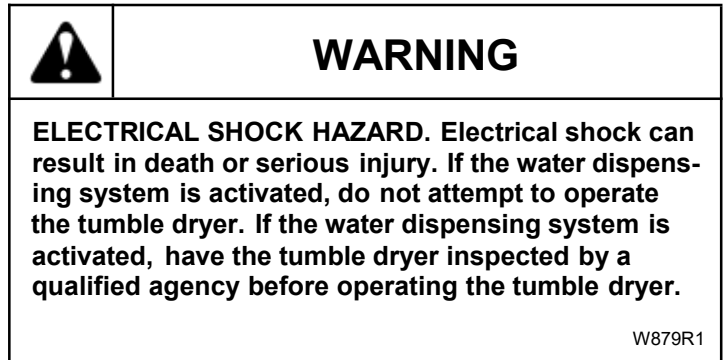 WARNING
ELECTRICAL SHOCK HAZARD. Electrical shock can
result in death or serious injury. If the water dispens-
ing system is activated, do not attempt to operate
the tumble dryer. If the water dispensing system is
activated, have the tumble dryer inspected by a
qualified agency before operating the tumble dryer.
W879R1